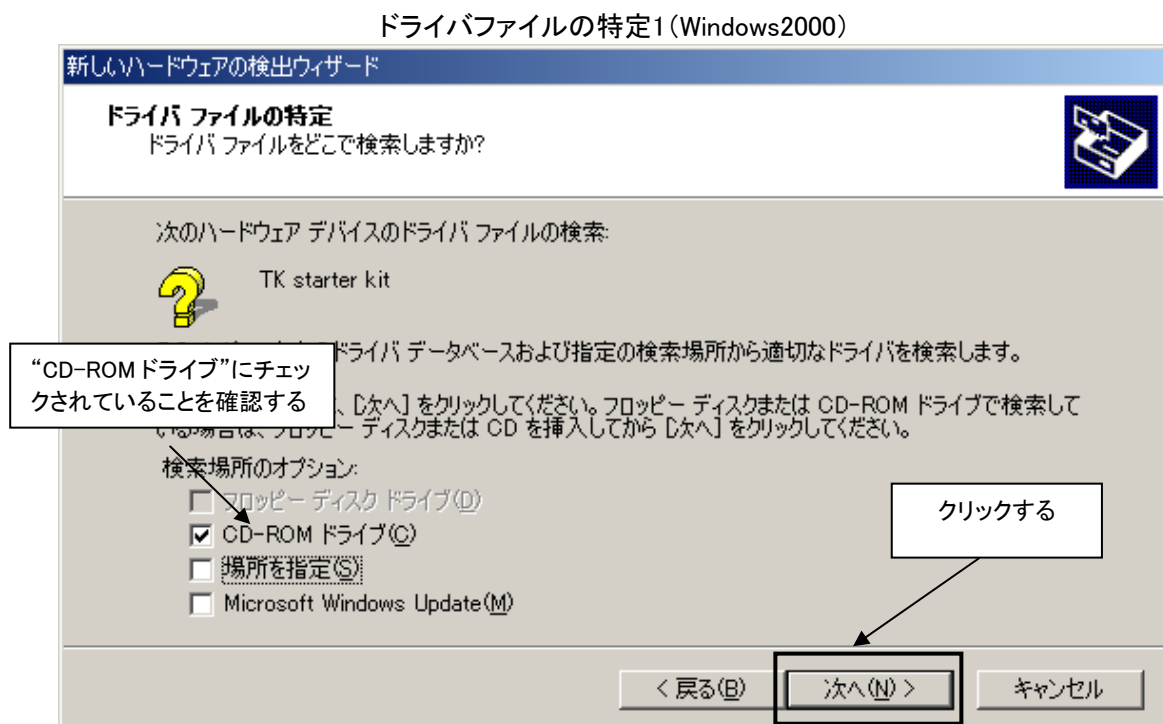 ドライバファイルの特定1（Windows2000）
新しいハードウェアの検出ウィザード
ドライバ ファイルの特定
ドライバ ファイルをどこで検索しますか?
次のハードウェア デバイスのドライバ ファイルの検索:
TK starter kit
ドライバ データベースおよび指定の検索場所から適切なドライバを検索します。
“CD-ROMドライブ”にチェッ
クされていることを確認する
、[次へ] をクリックしてください。フロッピー ディスクまたは CD-ROM ドライブで検索して
いる場合は、フロッピー ディスクまたは CD を挿入してから [次へ] をクリックしてください。
検索場所のオプション:
フロッピー ディスク ドライブ(D)
クリックする
CD-ROM ドライブ(C)
場所を指定(S)
Microsoft Windows Update(M)
< 戻る(B)
次へ(N) >
キャンセル